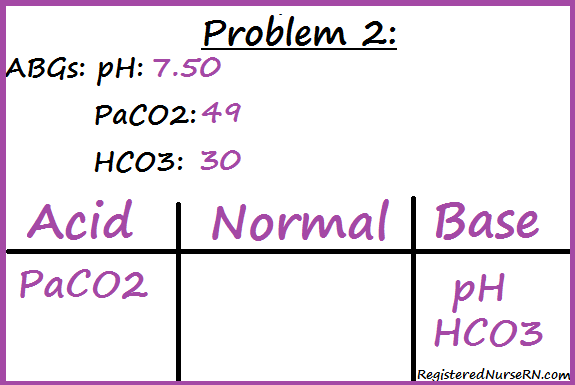 Problem 2:
ABGs: pH: 7.50
PaCO2: 49
HCO3: 30
Acid Normal Base
PaCO2 pH
HCO3
RegisteredNurseRN.com